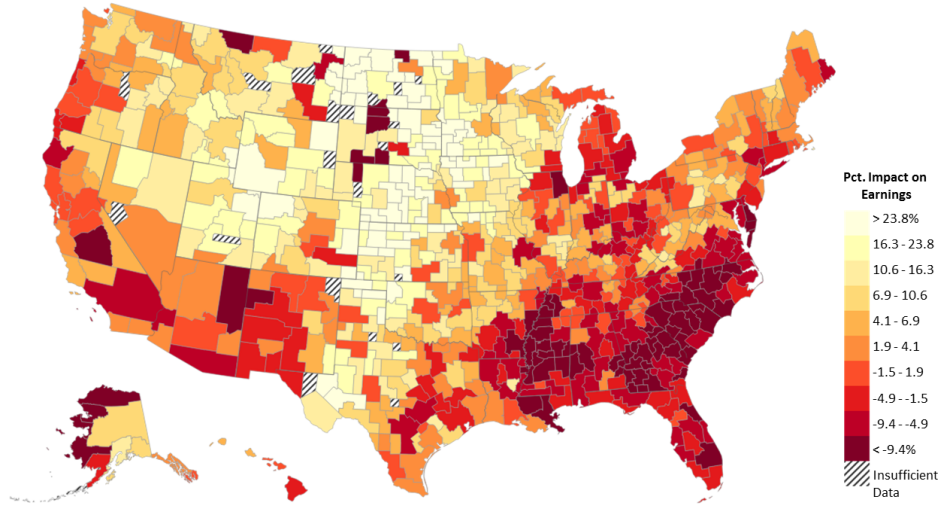 Pct. Impact on
Earnings
> 23.8%
16.3 - 23.8
10.6 - 16.3
6.9 - 10.6
4.1 - 6.9
1.9 - 4.1
-1.5 - 1.9
-4.9 - -1.5
-9.4 - -4.9
< -9.4%
Insufficient
Data